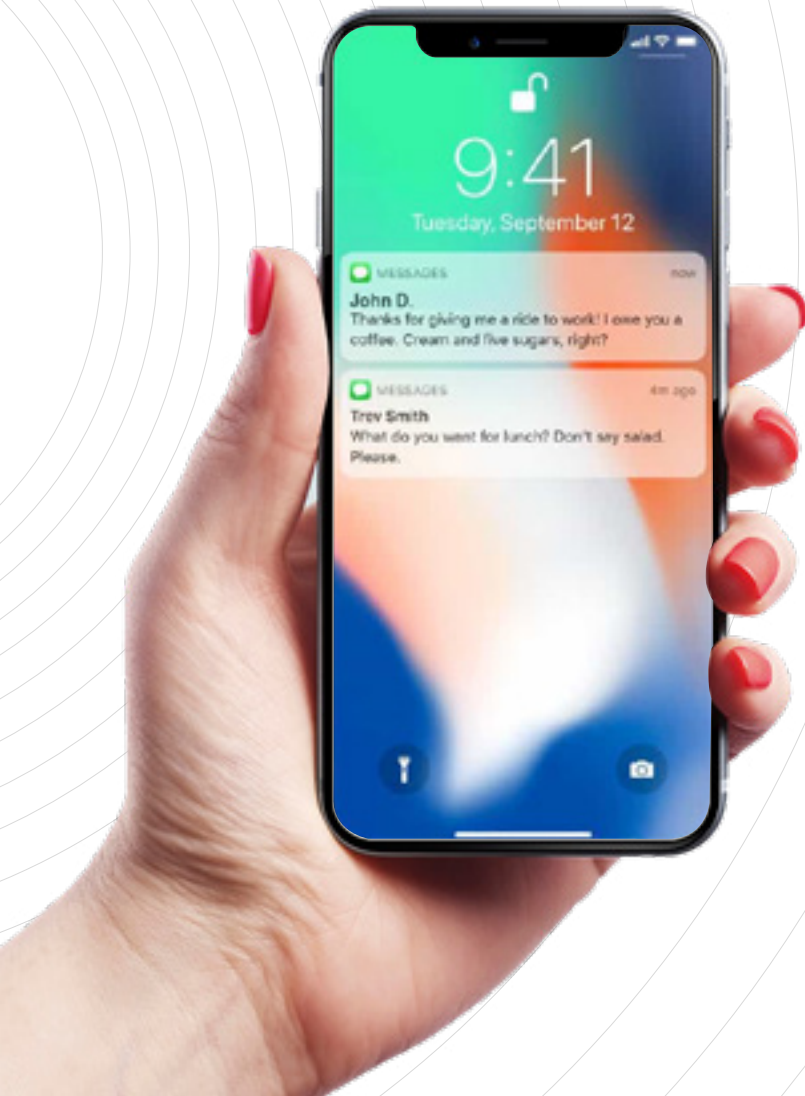 9:41
Tuesday, September 12
MESSAGES
now
John D.
Thanks for giving me a ride to work! I owe you a
coffee. Cream and five sugars, right?
MESSAGES
4m ago
Trev Smith
What do you want for lunch? Don't say salad.
Please.